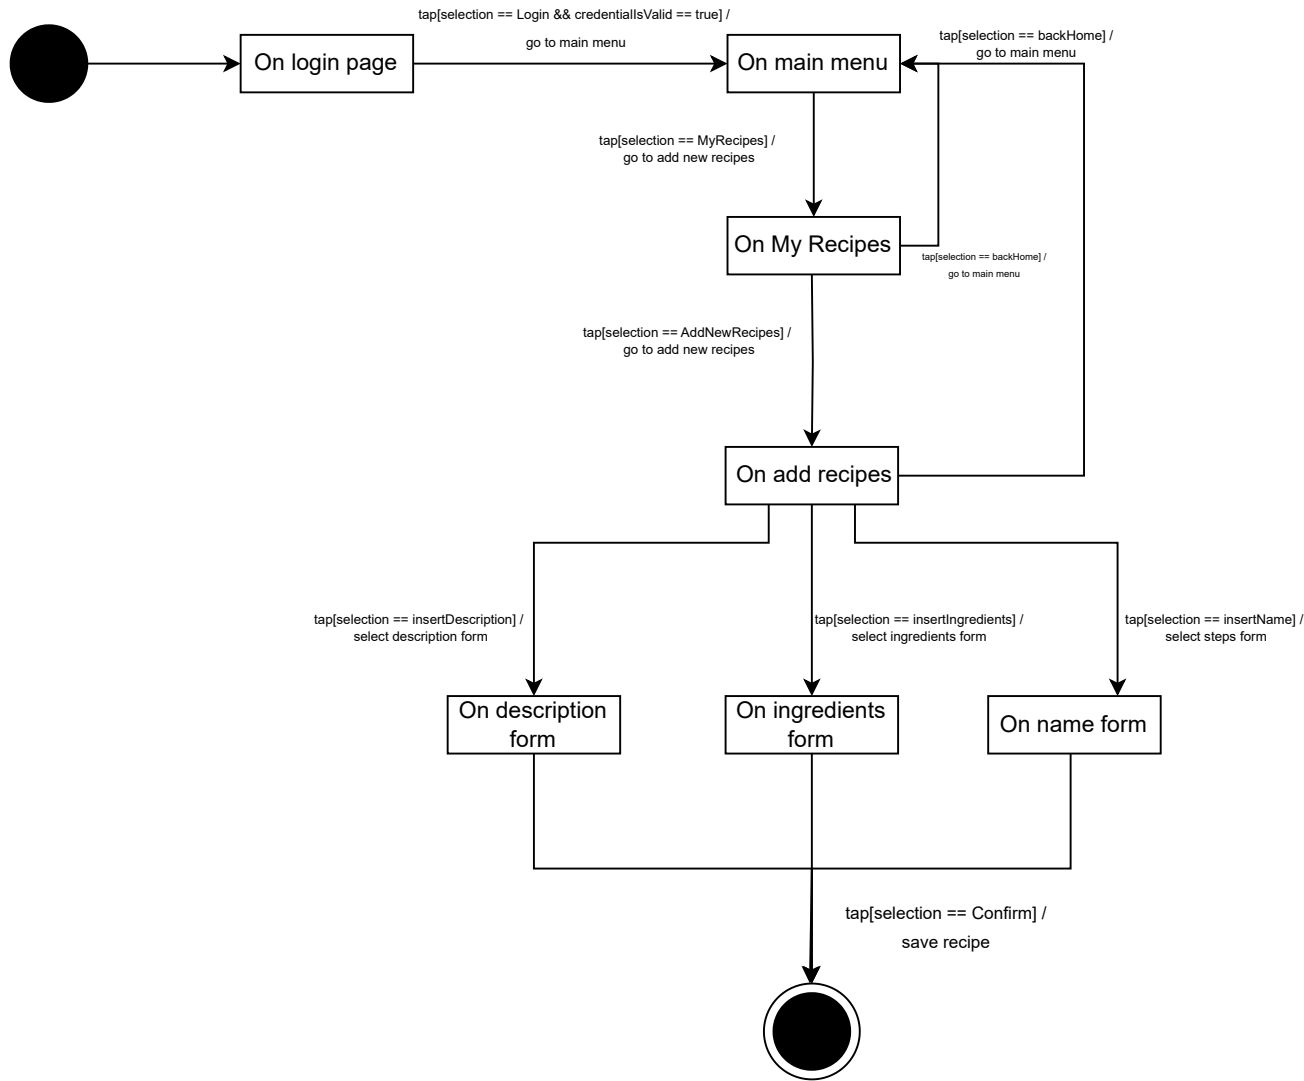 tap[selection == Login && credentialIsValid == true] /
go to main menu
On login page
On main menu
tap[selection == backHome] /
go to main menu
tap[selection == MyRecipes] /
go to add new recipes
On My Recipes
tap[selection == backHome] /
go to main menu
tap[selection == AddNewRecipes] /
go to add new recipes
On add recipes
tap[selection == insertDescription] /
select description form
tap[selection == insertIngredients] /
select ingredients form
tap[selection == insertName] /
select steps form
On description
form
On ingredients
form
On name form
tap[selection == Confirm] /
save recipe